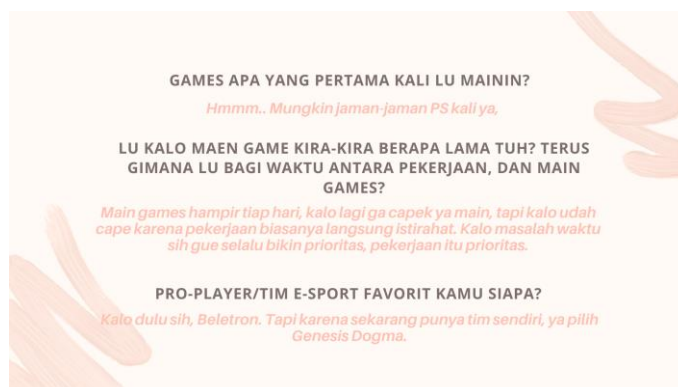 GAMES APA YANG PERTAMA KALI LU MAININ?
Hmmm.. Mungkin jaman-jaman PS kali ya,
LU KALO MAEN GAME KIRA-KIRA BERAPA LAMA TUH? TERUS
GIMANA LU BAGI WAKTU ANTARA PEKERJAAN, DAN MAIN
GAMES?
Main games hampir tiap hari, kalo lagi ga capek ya main, tapi kalo udah
cape karena pekerjaan biasanya langsung istirahat. Kalo masalah waktu
sih gue selalu bikin prioritas, pekerjaan itu prioritas.
PRO-PLAYER/TIM E-SPORT FAVORIT KAMU SIAPA?
Kalo dulu sih, Beletron. Tapi karena sekarang punya tim sendiri, ya pilih
Genesis Dogma.